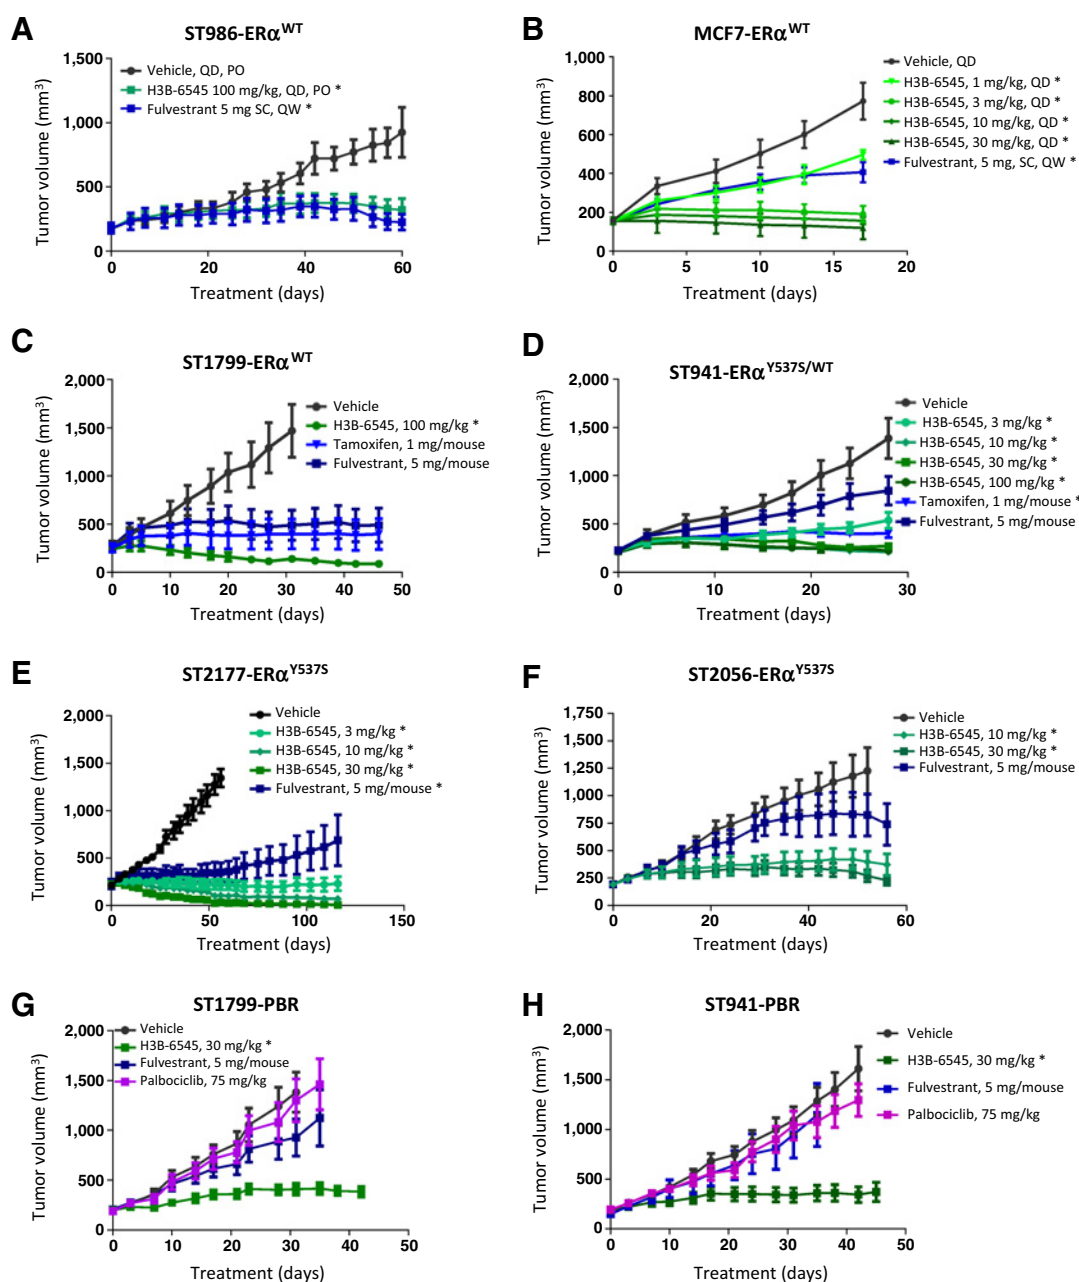 A
ST986-ERα^WT
Tumor volume (mm³)
1,500
1,000
500
0
Vehicle, QD, PO
H3B-6545 100 mg/kg, QD, PO *
Fulvestrant 5 mg SC, QW *
0 20 40 60
Treatment (days)
B
MCF7-ERα^WT
Tumor volume (mm³)
1,000
800
600
400
200
0
Vehicle, QD
H3B-6545, 1 mg/kg, QD *
H3B-6545, 3 mg/kg, QD *
H3B-6545, 10 mg/kg, QD *
H3B-6545, 30 mg/kg, QD *
Fulvestrant, 5 mg, SC, QW *
0 5 10 15 20
Treatment (days)
C
ST1799-ERα^WT
Tumor volume (mm³)
2,000
1,500
1,000
500
0
Vehicle
H3B-6545, 100 mg/kg *
Tamoxifen, 1 mg/mouse
Fulvestrant, 5 mg/mouse
0 10 20 30 40 50
Treatment (days)
D
ST941-ERα^Y537S/WT
Tumor volume (mm³)
2,000
1,500
1,000
500
0
Vehicle
H3B-6545, 3 mg/kg *
H3B-6545, 10 mg/kg *
H3B-6545, 30 mg/kg *
H3B-6545, 100 mg/kg *
Tamoxifen, 1 mg/mouse *
Fulvestrant, 5 mg/mouse
0 10 20 30
Treatment (days)
E
ST2177-ERα^Y537S
Tumor volume (mm³)
2,000
1,500
1,000
500
0
Vehicle
H3B-6545, 3 mg/kg *
H3B-6545, 10 mg/kg *
H3B-6545, 30 mg/kg *
Fulvestrant, 5 mg/mouse *
0 50 100 150
Treatment (days)
F
ST2056-ERα^Y537S
Tumor volume (mm³)
1,750
1,500
1,250
1,000
750
500
250
0
Vehicle
H3B-6545, 10 mg/kg *
H3B-6545, 30 mg/kg *
Fulvestrant, 5 mg/mouse
0 20 40 60
Treatment (days)
G
ST1799-PBR
Tumor volume (mm³)
2,000
1,500
1,000
500
0
Vehicle
H3B-6545, 30 mg/kg *
Fulvestrant, 5 mg/mouse
Palbociclib, 75 mg/kg
0 10 20 30 40 50
Treatment (days)
H
ST941-PBR
Tumor volume (mm³)
2,000
1,500
1,000
500
0
Vehicle
H3B-6545, 30 mg/kg *
Fulvestrant, 5 mg/mouse
Palbociclib, 75 mg/kg
0 10 20 30 40 50
Treatment (days)